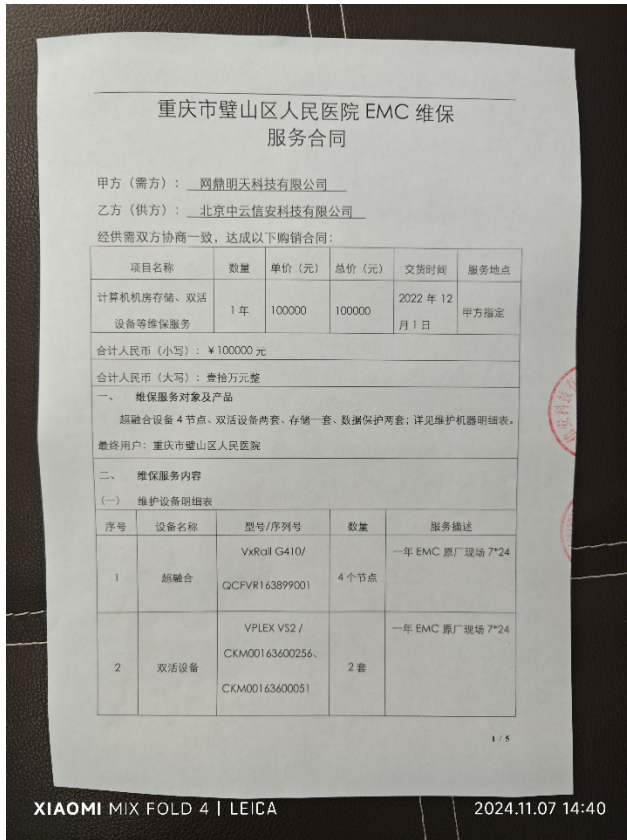 重庆市璧山区人民医院 EMC 维保
服务合同
甲方（需方）： 网鼎明天科技有限公司
乙方（供方）： 北京中云信安科技有限公司
经供需双方协商一致，达成以下购销合同：
项目名称 数量 单价（元） 总价（元） 交货时间 服务地点
计算机机房存储、双活
设备等维保服务
1 年
100000
100000
2022 年 12
月 1 日
甲方指定
合计人民币（小写）：￥100000 元
合计人民币（大写）：壹拾万元整
一、 维保服务对象及产品
超融合设备 4 节点、双活设备两套、存储一套、数据保护两套；详见维护机器明细表。
最终用户：重庆市璧山区人民医院
二、 维保服务内容
（一） 维护设备明细表
序号 设备名称 型号/序列号 数量 服务描述
1
超融合
VxRail G410/
QCFVR163899001
4 个节点
一年 EMC 原厂现场 7*24
2
双活设备
VPLEX VS2 /
CKM00163600256、
CKM00163600051
2 套
一年 EMC 原厂现场 7*24
1 / 5
XIAOMI MIX FOLD 4 | LEICA
2024.11.07 14:40